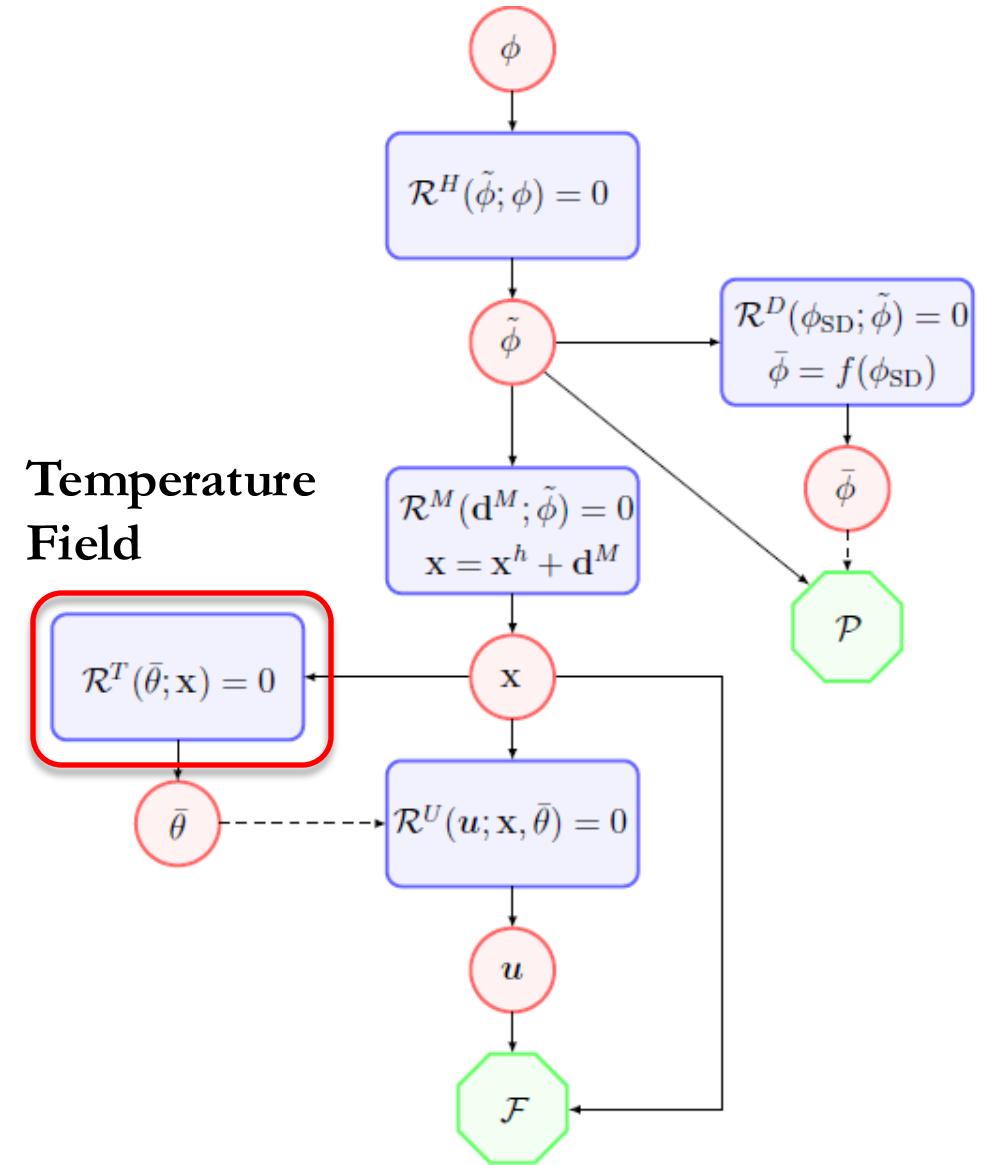 ϕ
ℛ^H(ϕ̃; ϕ) = 0
ϕ̃
ℛ^D(ϕ_SD; ϕ̃) = 0
ϕ̄ = f(ϕ_SD)
ϕ̄
Temperature
Field
ℛ^M(𝐝^M; ϕ̃) = 0
𝐱 = 𝐱^h + 𝐝^M
𝒫
ℛ^T(θ̄; 𝐱) = 0
𝐱
θ̄
ℛ^U(𝒖; 𝐱, θ̄) = 0
𝒖
ℱ